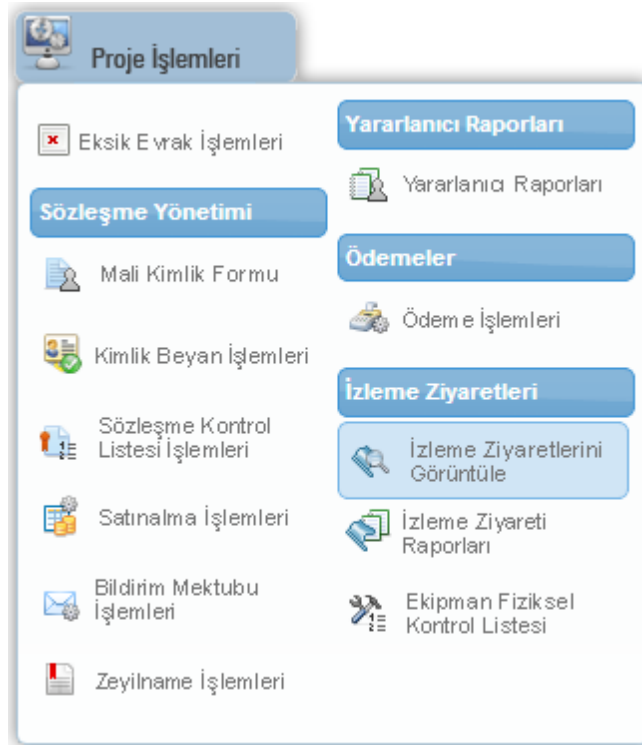 Proje İşlemleri
Eksik Evrak İşlemleri
Sözleşme Yönetimi
Mali Kimlik Formu
Kimlik Beyan İşlemleri
Sözleşme Kontrol
Listesi İşlemleri
Satınalma İşlemleri
Bildirim Mektubu
İşlemleri
Zeyilname İşlemleri
Yararlanıcı Raporları
Yararlanıcı Raporları
Ödemeler
Ödeme İşlemleri
İzleme Ziyaretleri
İzleme Ziyaretlerini
Görüntüle
İzleme Ziyareti
Raporları
Ekipman Fiziksel
Kontrol Listesi